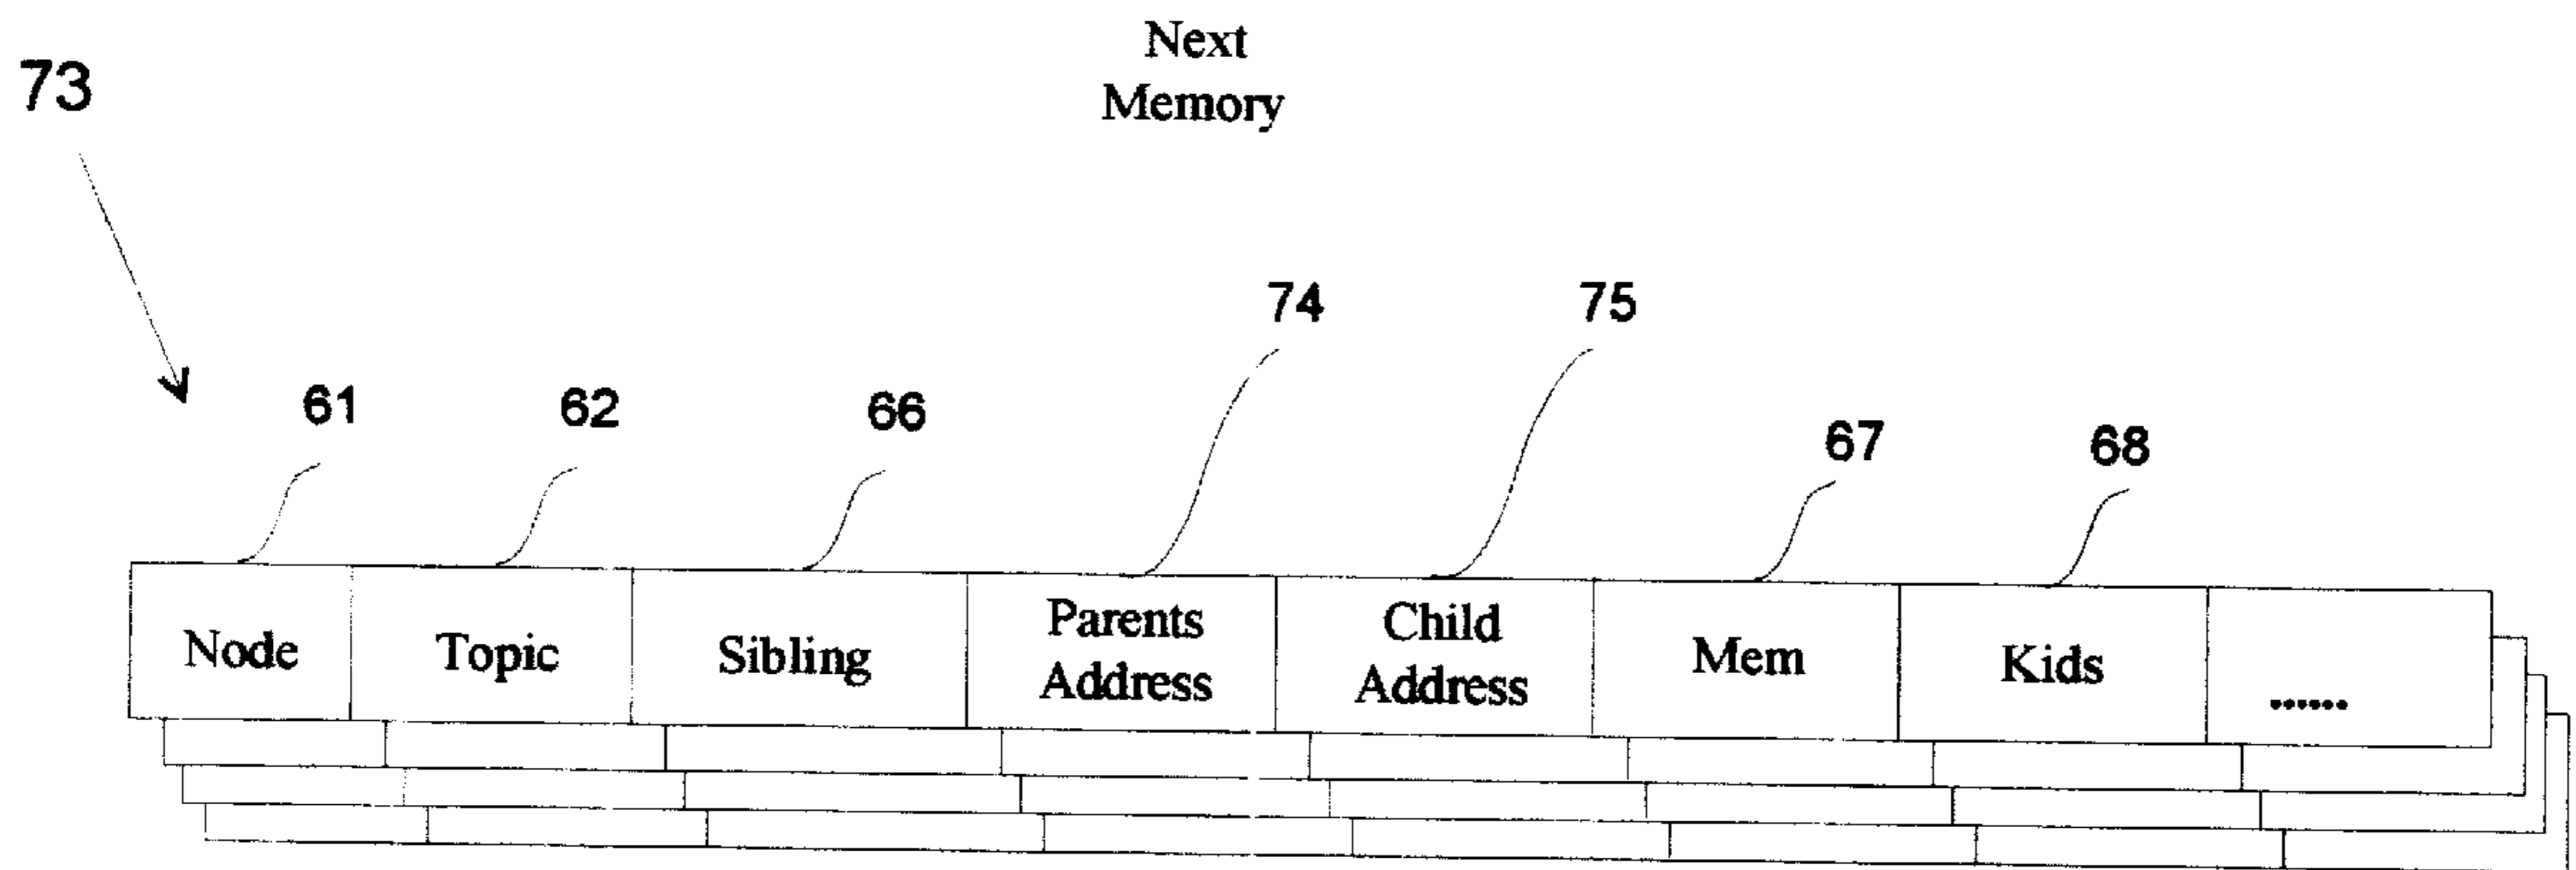 Next
Memory
73
74
75
61
62
66
67
68
Node
Topic
Sibling
Parents
Address
Child
Address
Mem
Kids
......